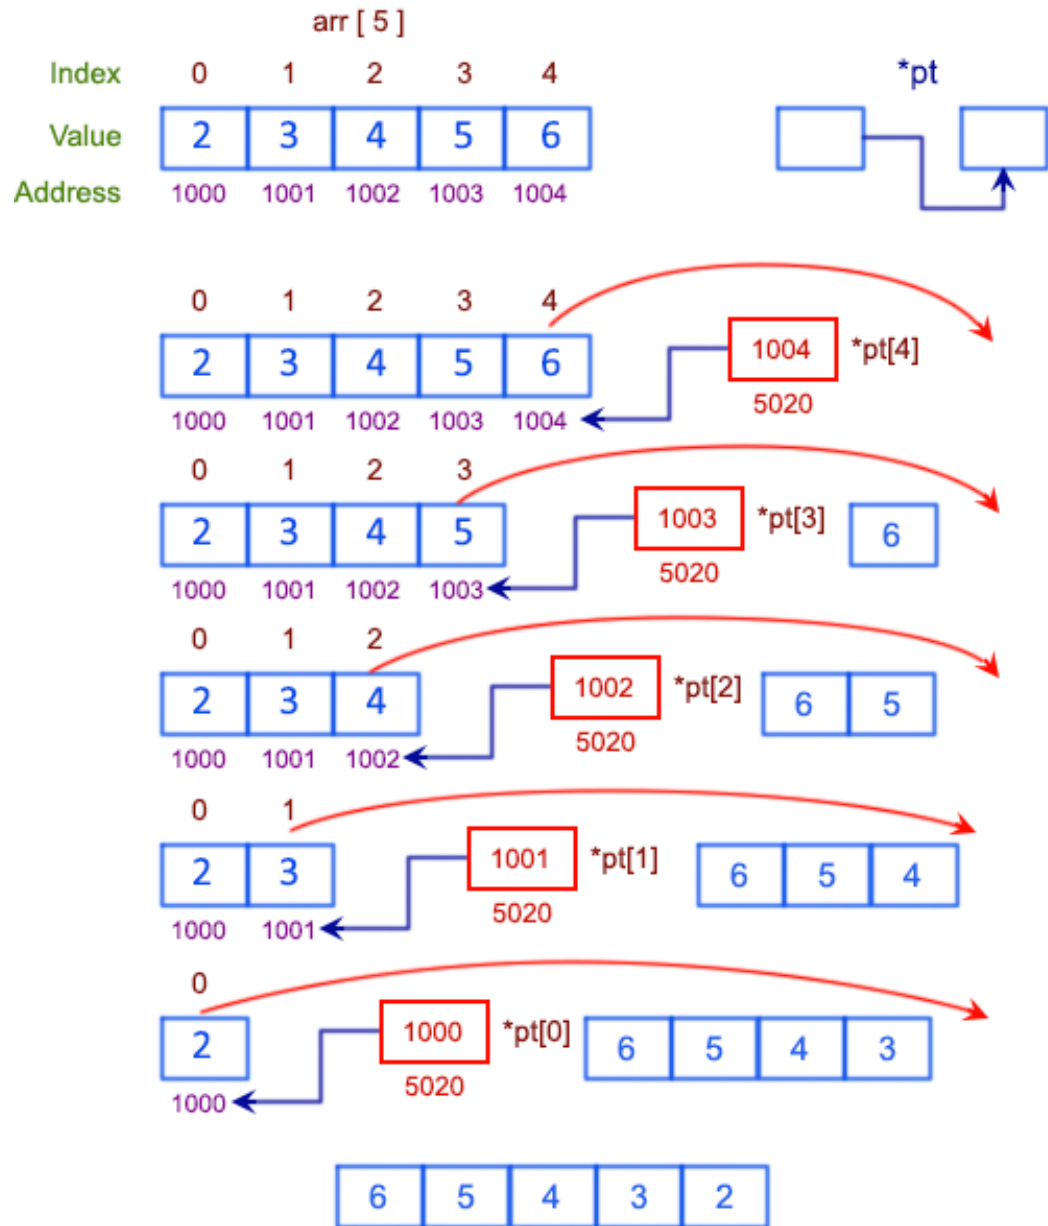 arr [ 5 ]
Index 0 1 2 3 4 *pt
Value 2 3 4 5 6
Address 1000 1001 1002 1003 1004
0 1 2 3 4
2 3 4 5 6 1004 *pt[4]
1000 1001 1002 1003 1004 5020
0 1 2 3
2 3 4 5 1003 *pt[3] 6
1000 1001 1002 1003 5020
0 1 2
2 3 4 1002 *pt[2] 6 5
1000 1001 1002 5020
0 1
2 3 1001 *pt[1] 6 5 4
1000 1001 5020
0
2 1000 *pt[0] 6 5 4 3
1000 5020
6 5 4 3 2